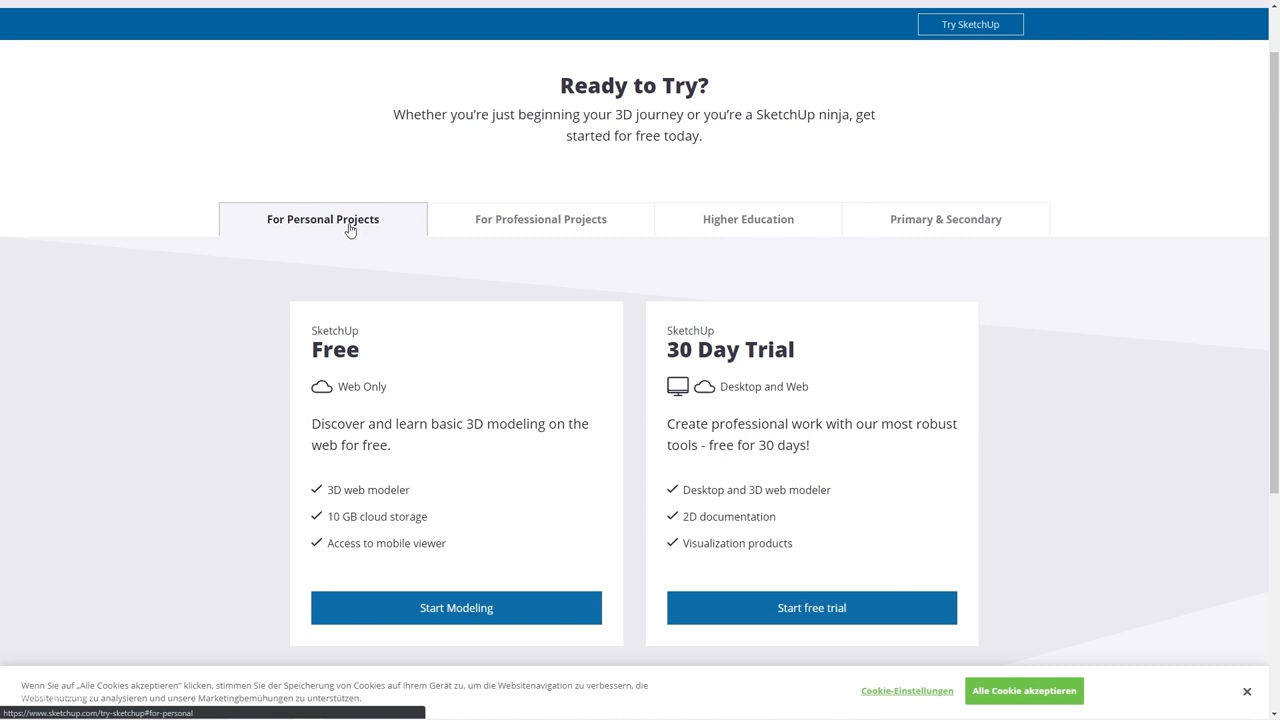 Try SketchUp
Ready to Try?
Whether you're just beginning your 3D journey or you're a SketchUp ninja, get
started for free today.
For Personal Projects
For Professional Projects
Higher Education
Primary & Secondary
SketchUp
Free
Web Only
Discover and learn basic 3D modeling on the
web for free.
3D web modeler
10 GB cloud storage
Access to mobile viewer
Start Modeling
SketchUp
30 Day Trial
Desktop and Web
Create professional work with our most robust
tools - free for 30 days!
Desktop and 3D web modeler
2D documentation
Visualization products
Start free trial
Wenn Sie auf „Alle Cookies akzeptieren“ klicken, stimmen Sie der Speicherung von Cookies auf Ihrem Gerät zu, um die Websitenavigation zu verbessern, die
Websitenutzung zu analysieren und unsere Marketingbemühungen zu unterstützen.
Cookie-Einstellungen
Alle Cookie akzeptieren
https://www.sketchup.com/try-sketchup#for-personal